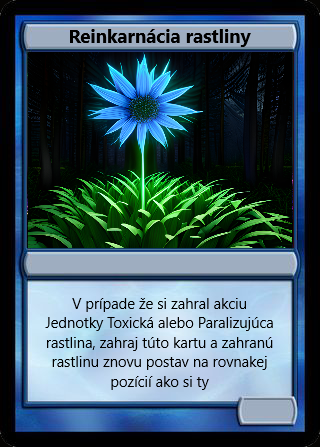 Reinkarnácia rastliny
V prípade že si zahral akciu
Jednotky Toxická alebo Paralizujúca
rastlina, zahraj túto kartu a zahranú
rastlinu znovu postav na rovnakej
pozícií ako si ty